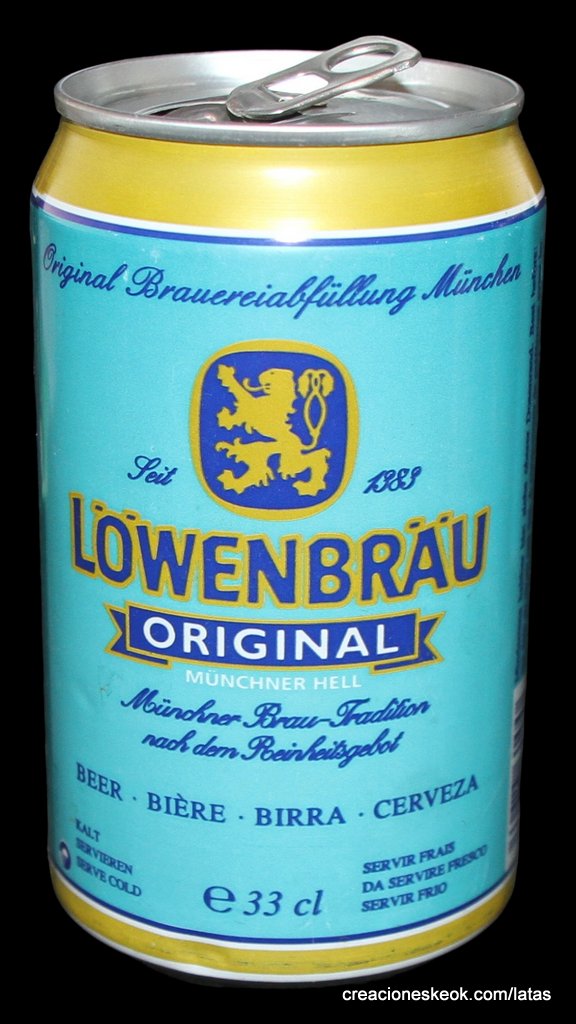 Original Brauereiabfüllung München
Seit 1383
LÖWENBRÄU
ORIGINAL
MÜNCHNER HELL
Münchner Brau-Tradition
nach dem Reinheitsgebot
BEER · BIÈRE · BIRRA · CERVEZA
KALT
SERVIEREN
SERVE COLD
e 33 cl
SERVIR FRAIS
DA SERVIRE FRESCO
SERVIR FRIO
creacioneskeok.com/latas